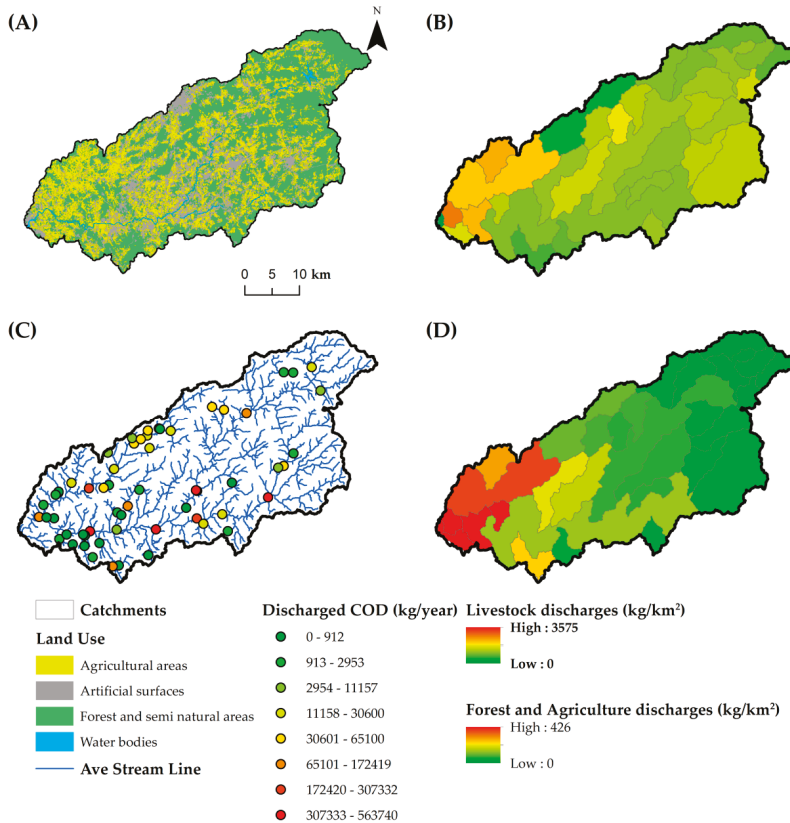 (A)
N
(B)
0 5 10 km
(C)
(D)
Catchments
Land Use
Agricultural areas
Artificial surfaces
Forest and semi natural areas
Water bodies
Ave Stream Line
Discharged COD (kg/year)
0 - 912
913 - 2953
2954 - 11157
11158 - 30600
30601 - 65100
65101 - 172419
172420 - 307332
307333 - 563740
Livestock discharges (kg/km²)
High : 3575
Low : 0
Forest and Agriculture discharges (kg/km²)
High : 426
Low : 0